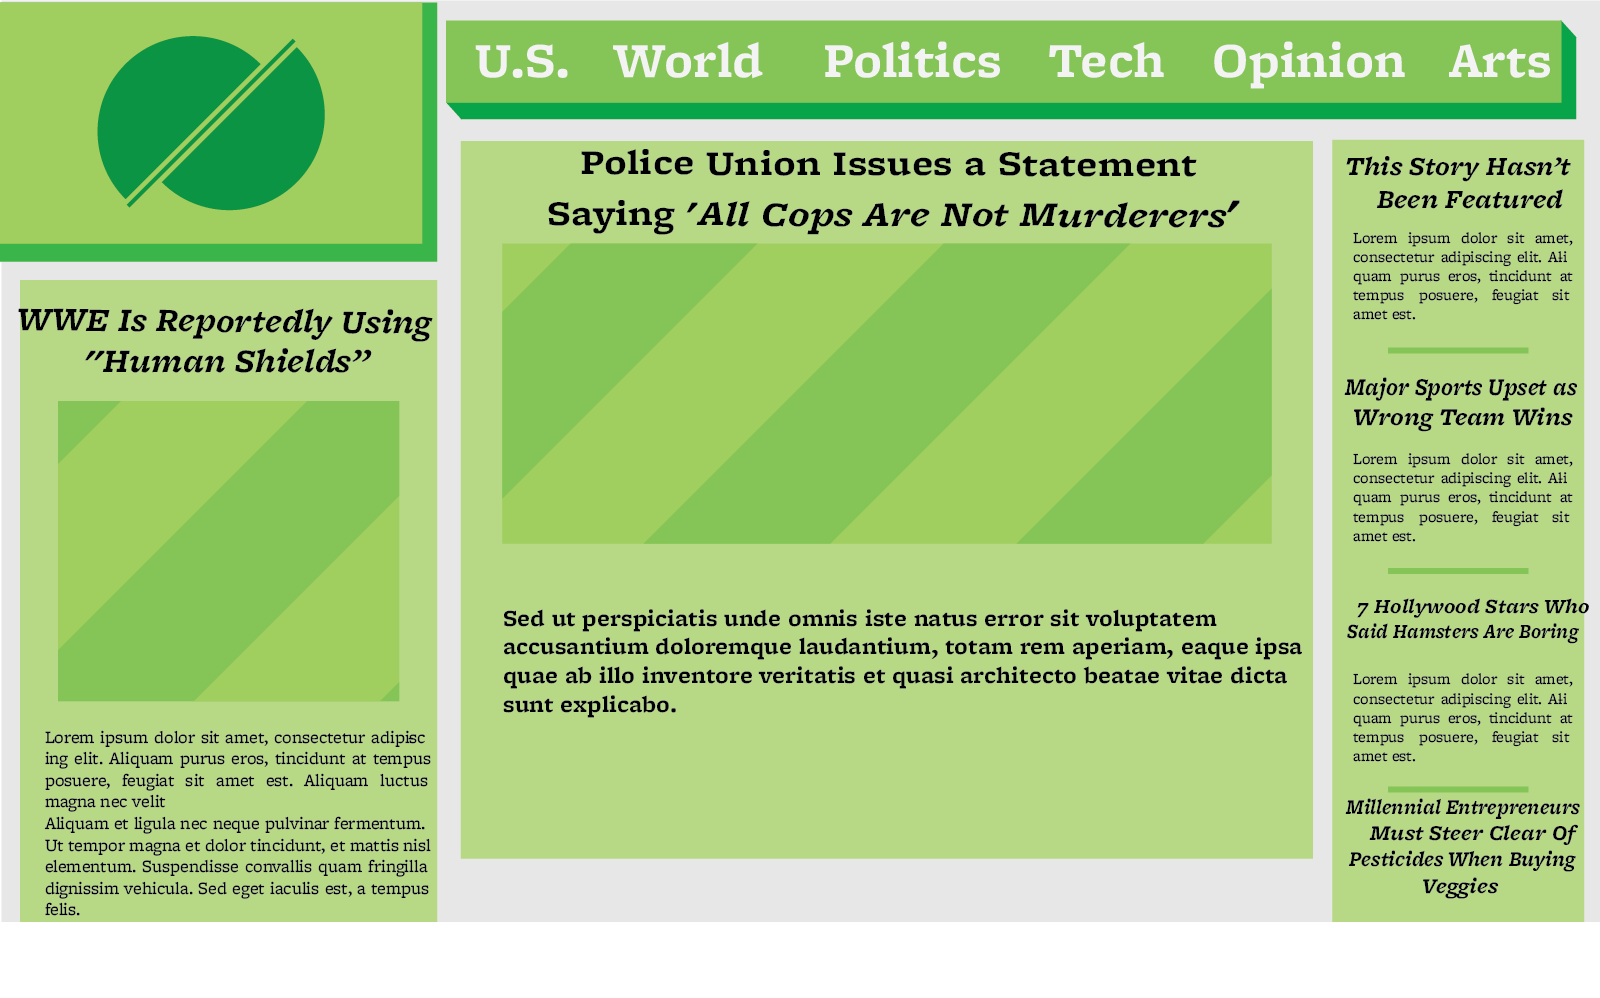 U.S. World Politics Tech Opinion Arts
WWE Is Reportedly Using
"Human Shields”
Lorem ipsum dolor sit amet, consectetur adipisc
ing elit. Aliquam purus eros, tincidunt at tempus
posuere, feugiat sit amet est. Aliquam luctus
magna nec velit
Aliquam et ligula nec neque pulvinar fermentum.
Ut tempor magna et dolor tincidunt, et mattis nisl
elementum. Suspendisse convallis quam fringilla
dignissim vehicula. Sed eget iaculis est, a tempus
felis.
Police Union Issues a Statement
Saying 'All Cops Are Not Murderers'
Sed ut perspiciatis unde omnis iste natus error sit voluptatem
accusantium doloremque laudantium, totam rem aperiam, eaque ipsa
quae ab illo inventore veritatis et quasi architecto beatae vitae dicta
sunt explicabo.
This Story Hasn’t
Been Featured
Lorem ipsum dolor sit amet,
consectetur adipiscing elit. Ali
quam purus eros, tincidunt at
tempus posuere, feugiat sit
amet est.
Major Sports Upset as
Wrong Team Wins
Lorem ipsum dolor sit amet,
consectetur adipiscing elit. Ali
quam purus eros, tincidunt at
tempus posuere, feugiat sit
amet est.
7 Hollywood Stars Who
Said Hamsters Are Boring
Lorem ipsum dolor sit amet,
consectetur adipiscing elit. Ali
quam purus eros, tincidunt at
tempus posuere, feugiat sit
amet est.
Millennial Entrepreneurs
Must Steer Clear Of
Pesticides When Buying
Veggies